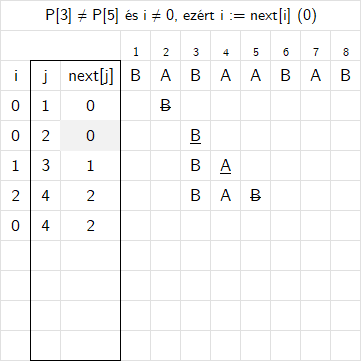 P[3] ≠ P[5] és i ≠ 0, ezért i := next[i] (0)
1 2 3 4 5 6 7 8
i j next[j] B A B A A B A B
0 1 0 B
0 2 0 B
1 3 1 B A
2 4 2 B A B
0 4 2